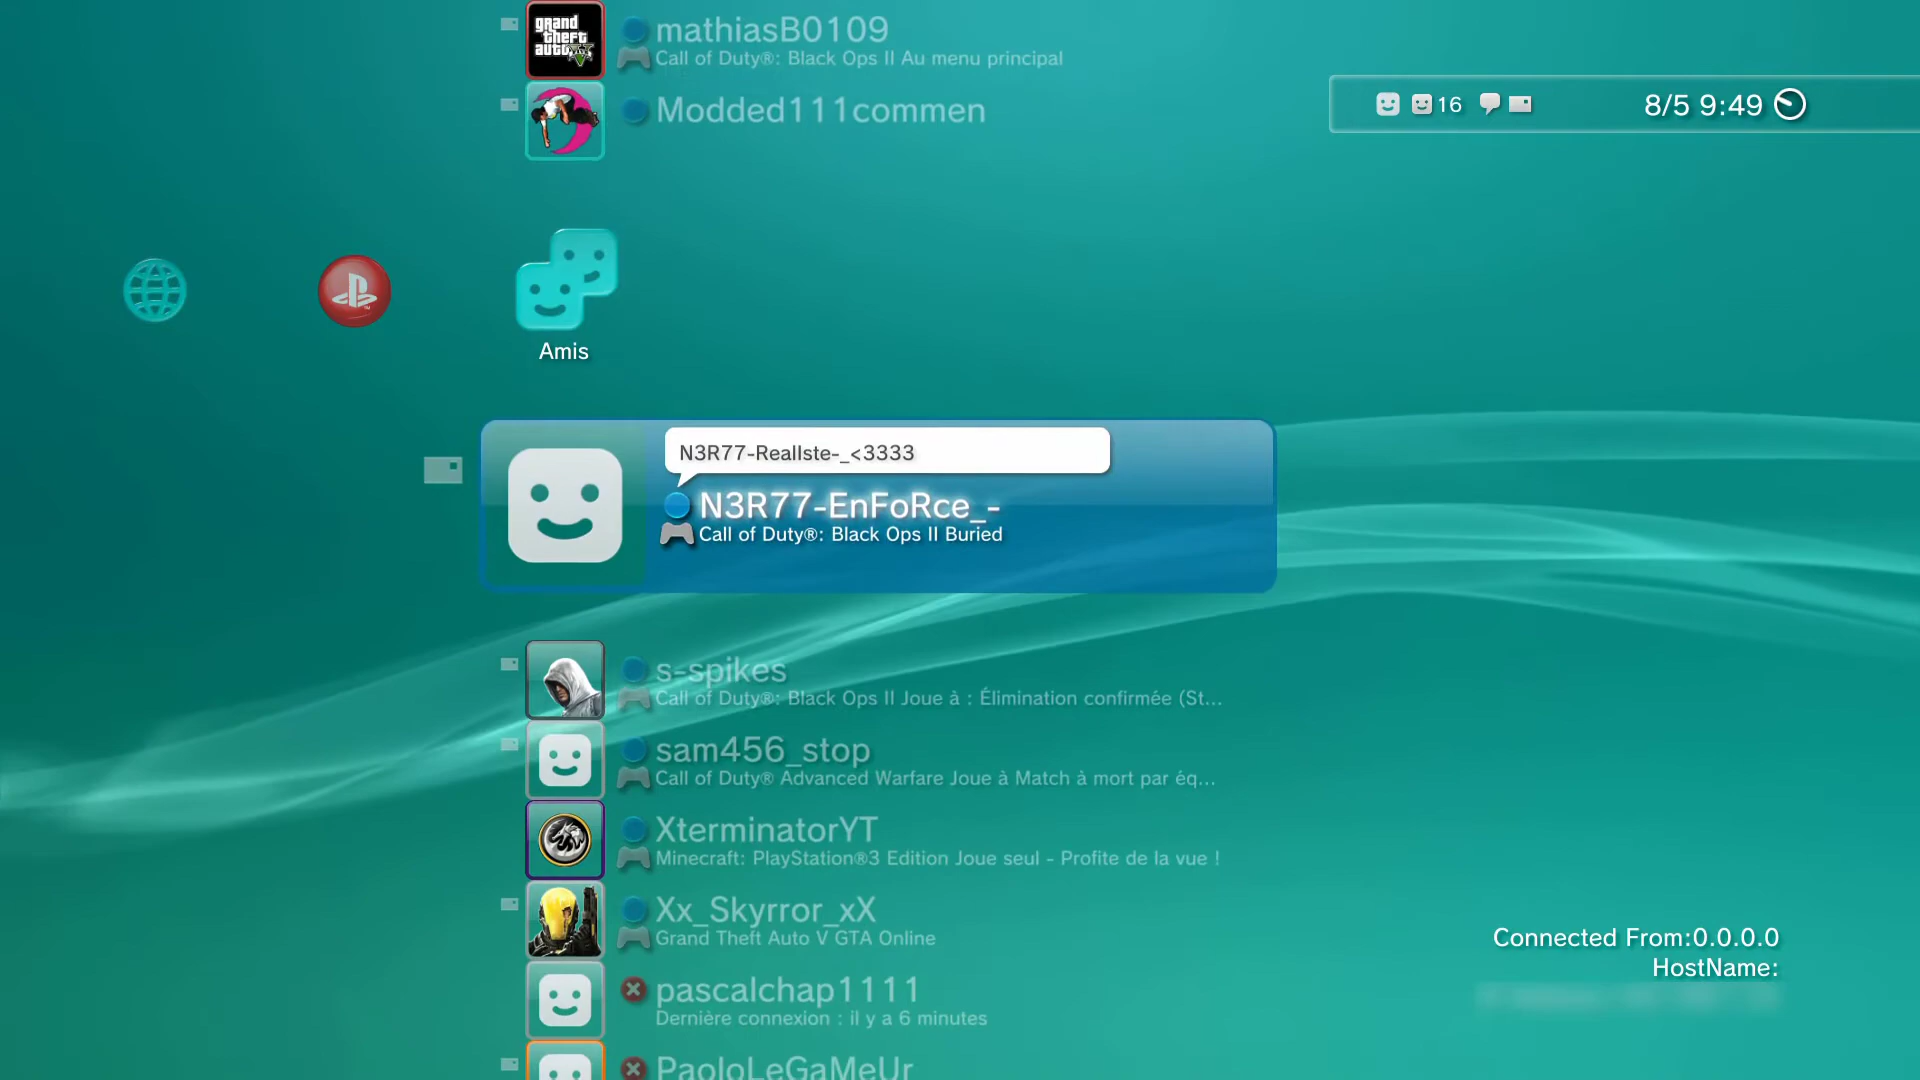 grand
theft
auto V
mathiasB0109
Call of Duty®: Black Ops II Au menu principal
Modded111commen
16
8/5 9:49
Amis
N3R77-ReaIIste-_<3333
N3R77-EnFoRce_-
Call of Duty®: Black Ops II Buried
s-spikes
Call of Duty®: Black Ops II Joue à : Élimination confirmée (St...
sam456_stop
Call of Duty® Advanced Warfare Joue à Match à mort par éq...
XterminatorYT
Minecraft: PlayStation®3 Edition Joue seul - Profite de la vue !
Xx_Skyrror_xX
Grand Theft Auto V GTA Online
Connected From:0.0.0.0
HostName:
pascalchap1111
Dernière connexion : il y a 6 minutes
PaoloLeGaMeUr